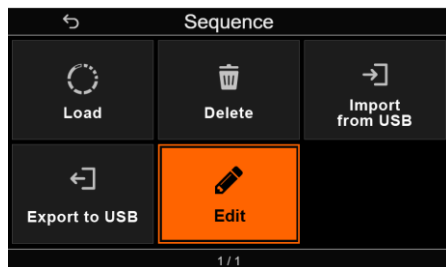 Sequence
Load
Delete
Import
from USB
Export to USB
Edit
1/1